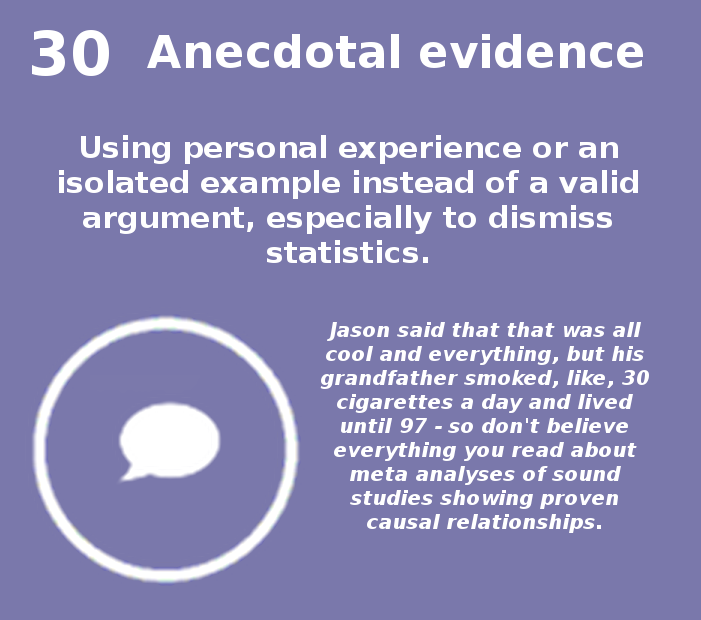 30 Anecdotal evidence
Using personal experience or an
isolated example instead of a valid
argument, especially to dismiss
statistics.
Jason said that that was all
cool and everything, but his
grandfather smoked, like, 30
cigarettes a day and lived
until 97 - so don't believe
everything you read about
meta analyses of sound
studies showing proven
causal relationships.